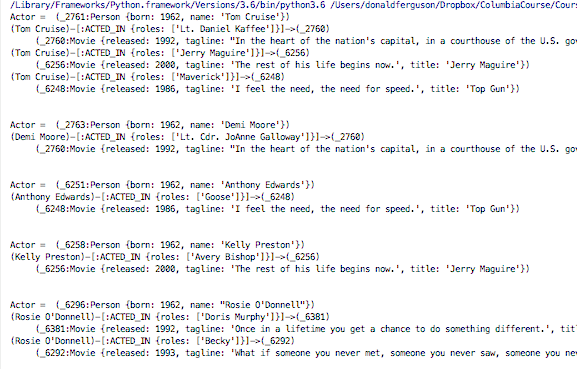 /Library/Frameworks/Python.framework/Versions/3.6/bin/python3.6 /Users/donaldferguson/Dropbox/ColumbiaCourse/Cour
Actor =  (_2761:Person {born: 1962, name: 'Tom Cruise'})
(Tom Cruise)-[:ACTED_IN {roles: ['Lt. Daniel Kaffee']}]->(_2760)
(_2760:Movie {released: 1992, tagline: "In the heart of the nation's capital, in a courthouse of the U.S. gov
(Tom Cruise)-[:ACTED_IN {roles: ['Jerry Maguire']}]->(_6256)
(_6256:Movie {released: 2000, tagline: 'The rest of his life begins now.', title: 'Jerry Maguire'})
(Tom Cruise)-[:ACTED_IN {roles: ['Maverick']}]->(_6248)
(_6248:Movie {released: 1986, tagline: 'I feel the need, the need for speed.', title: 'Top Gun'})
Actor =  (_2763:Person {born: 1962, name: 'Demi Moore'})
(Demi Moore)-[:ACTED_IN {roles: ['Lt. Cdr. JoAnne Galloway']}]->(_2760)
(_2760:Movie {released: 1992, tagline: "In the heart of the nation's capital, in a courthouse of the U.S. gov
Actor =  (_6251:Person {born: 1962, name: 'Anthony Edwards'})
(Anthony Edwards)-[:ACTED_IN {roles: ['Goose']}]->(_6248)
(_6248:Movie {released: 1986, tagline: 'I feel the need, the need for speed.', title: 'Top Gun'})
Actor =  (_6258:Person {born: 1962, name: 'Kelly Preston'})
(Kelly Preston)-[:ACTED_IN {roles: ['Avery Bishop']}]->(_6256)
(_6256:Movie {released: 2000, tagline: 'The rest of his life begins now.', title: 'Jerry Maguire'})
Actor =  (_6296:Person {born: 1962, name: "Rosie O'Donnell"})
(Rosie O'Donnell)-[:ACTED_IN {roles: ['Doris Murphy']}]->(_6381)
(_6381:Movie {released: 1992, tagline: 'Once in a lifetime you get a chance to do something different.', titl
(Rosie O'Donnell)-[:ACTED_IN {roles: ['Becky']}]->(_6292)
(_6292:Movie {released: 1993, tagline: 'What if someone you never met, someone you never saw, someone you nev